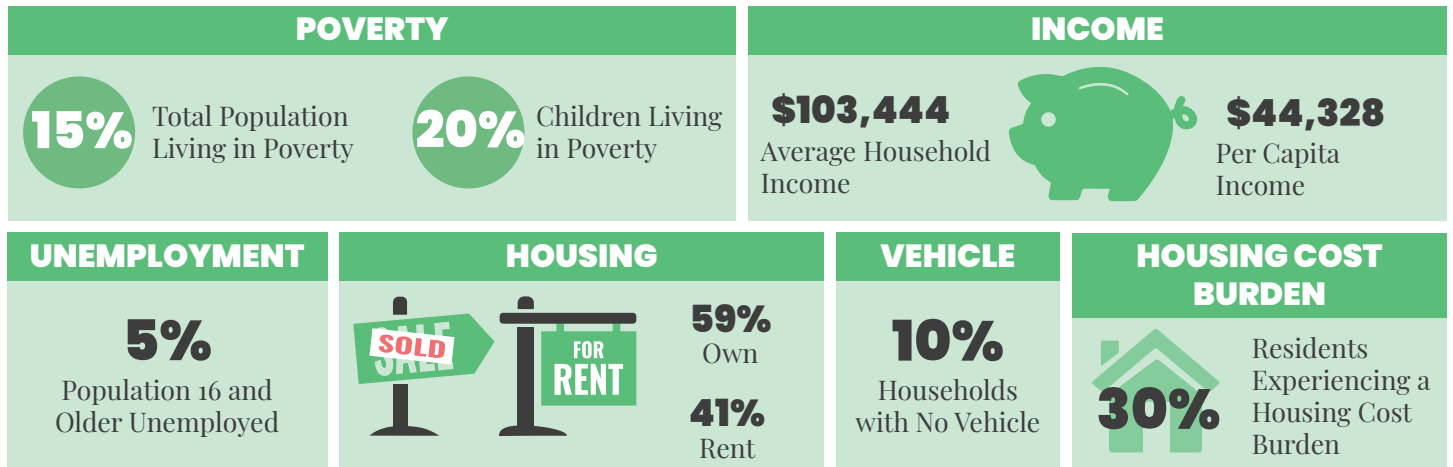 POVERTY
15%
Total Population
Living in Poverty
20%
Children Living
in Poverty
INCOME
$103,444
Average Household
Income
$44,328
Per Capita
Income
UNEMPLOYMENT
5%
Population 16 and
Older Unemployed
HOUSING
SALE
SOLD
FOR
RENT
59%
Own
41%
Rent
VEHICLE
10%
Households
with No Vehicle
HOUSING COST
BURDEN
30%
Residents
Experiencing a
Housing Cost
Burden